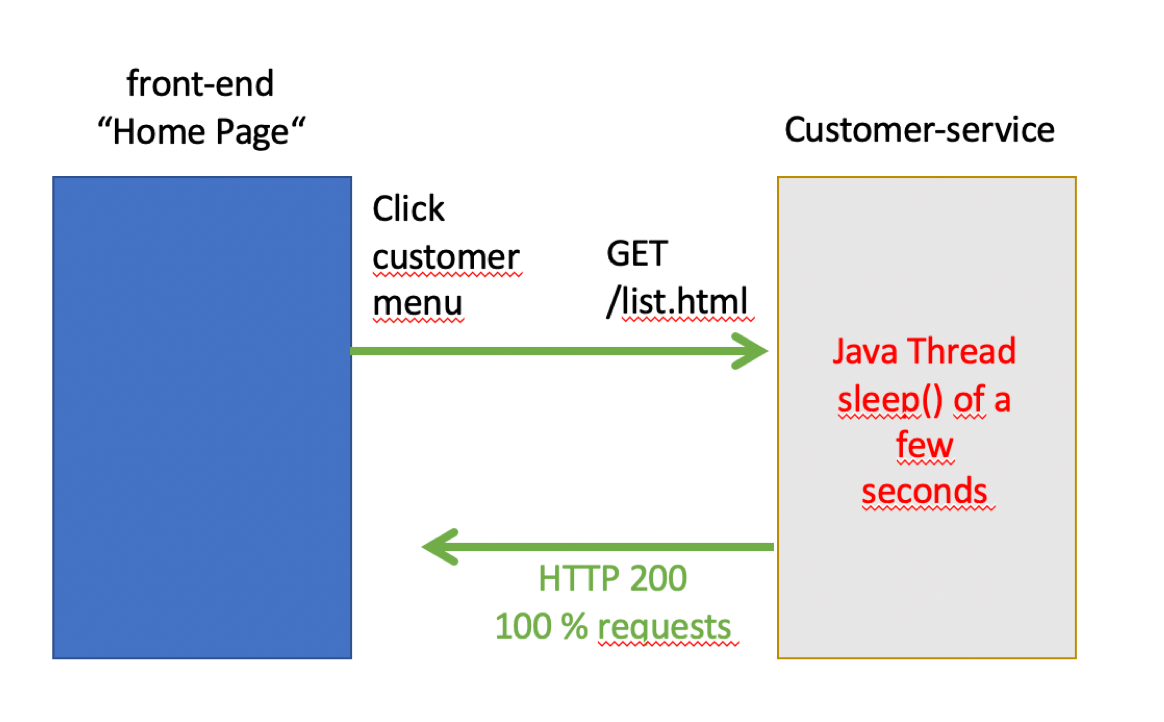 front-end
“Home Page“
Customer-service
Click
customer
menu
GET
/list.html
Java Thread
sleep() of a
few
seconds
HTTP 200
100 % requests